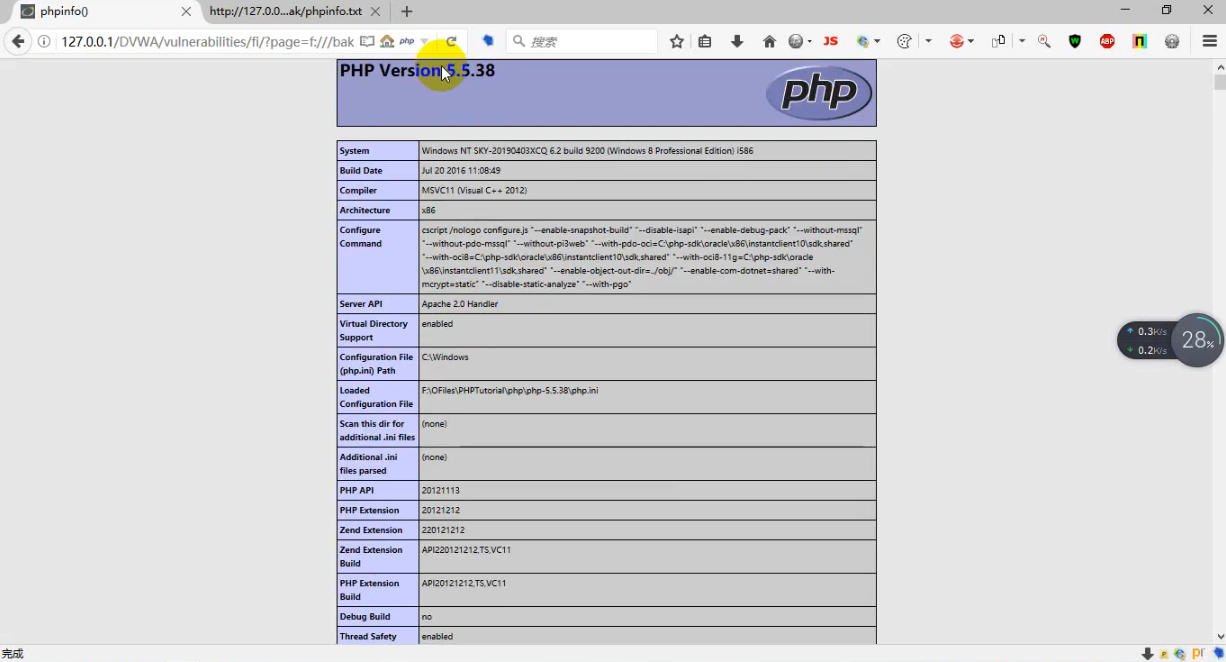 phpinfo()
http://127.0.0...ak/phpinfo.txt
127.0.0.1/DVWA/vulnerabilities/fi/?page=f:///bak
php
搜索
JS
ABP
PHP Version 5.5.38
php
System
Windows NT SKY-20190403XCQ 6.2 build 9200 (Windows 8 Professional Edition) i586
Build Date
Jul 20 2016 11:08:49
Compiler
MSVC11 (Visual C++ 2012)
Architecture
x86
Configure
Command
cscript /nologo configure.js "--enable-snapshot-build" "--disable-isapi" "--enable-debug-pack" "--without-mssql"
"--without-pdo-mssql" "--without-pi3web" "--with-pdo-oci=C:\php-sdk\oracle\x86\instantclient10\sdk,shared"
"--with-oci8=C:\php-sdk\oracle\x86\instantclient10\sdk,shared" "--with-oci8-11g=C:\php-sdk\oracle
\x86\instantclient11\sdk,shared" "--enable-object-out-dir=../obj/" "--enable-com-dotnet=shared" "--with-
mcrypt=static" "--disable-static-analyze" "--with-pgo"
Server API
Apache 2.0 Handler
Virtual Directory
Support
enabled
Configuration File
(php.ini) Path
C:\Windows
Loaded
Configuration File
F:\OFiles\PHPTutorial\php\php-5.5.38\php.ini
Scan this dir for
additional .ini files
(none)
Additional .ini
files parsed
(none)
PHP API
20121113
PHP Extension
20121212
Zend Extension
220121212
Zend Extension
Build
API220121212,TS,VC11
PHP Extension
Build
API20121212,TS,VC11
Debug Build
no
Thread Safety
enabled
0.3K/s
0.2K/s
28%
完成